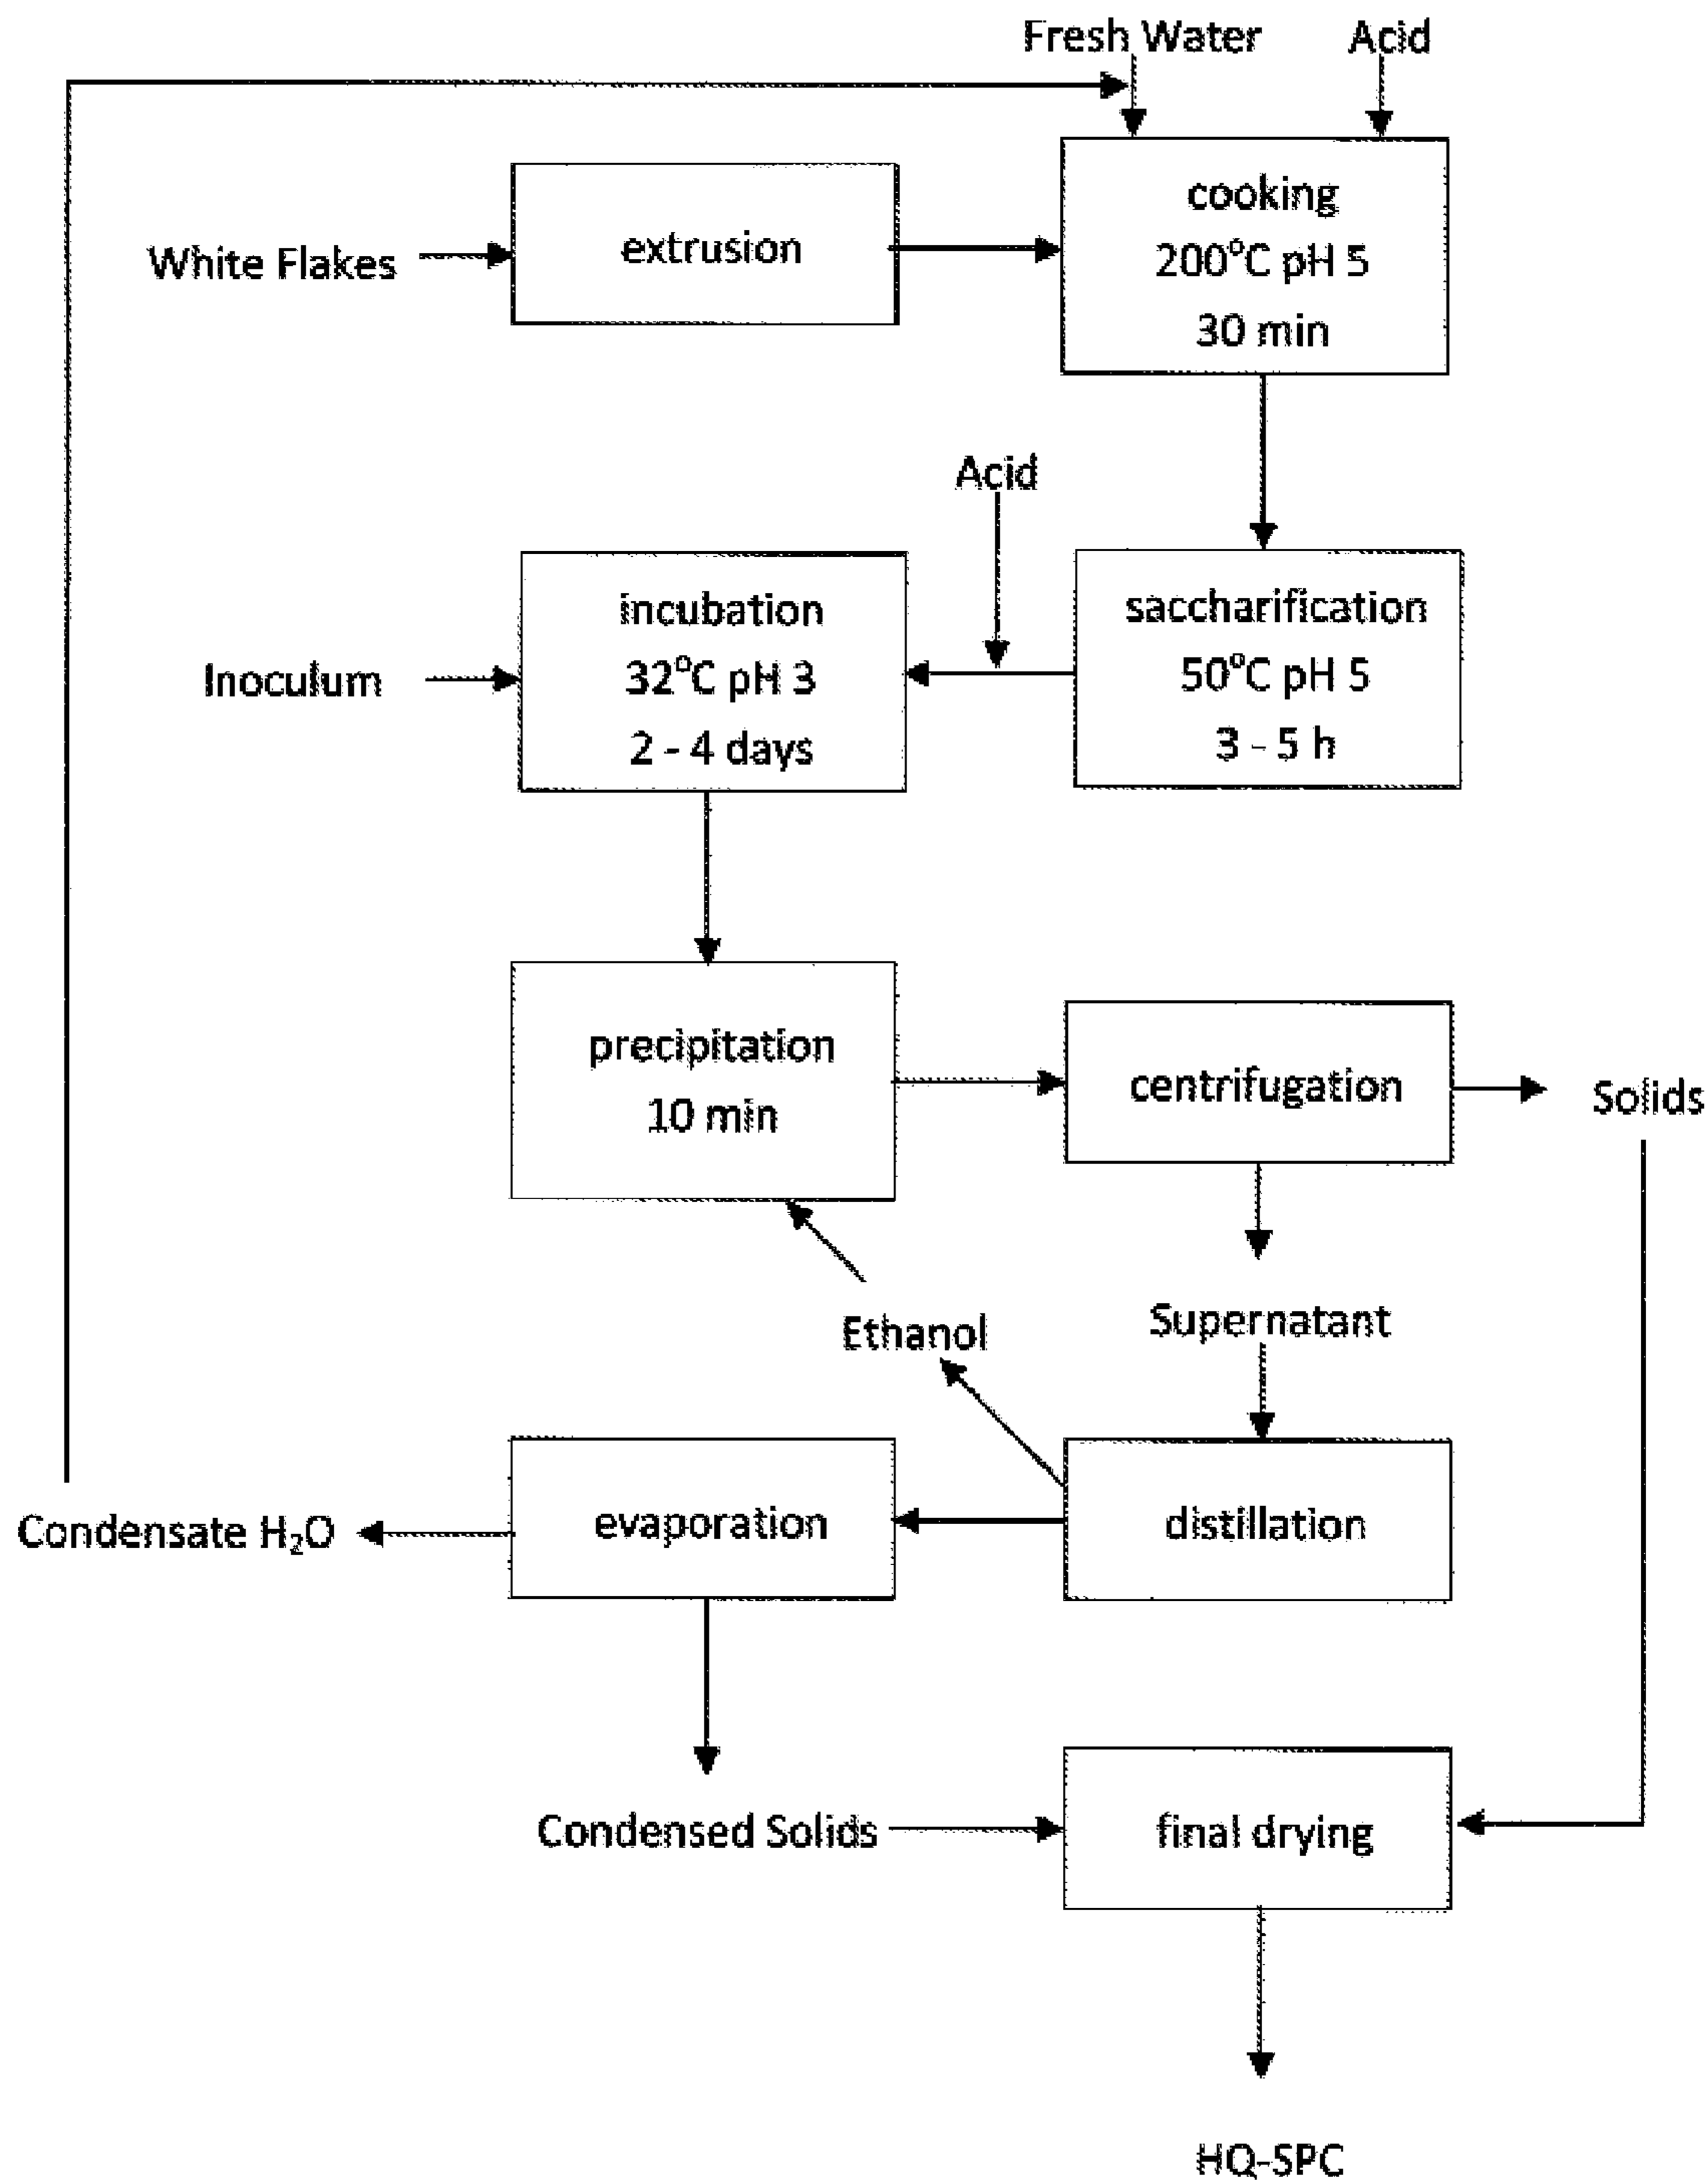 Fresh Water
Acid
cooking
200°C pH 5
30 min
extrusion
White Flakes
Acid
incubation
32°C pH 3
2 - 4 days
saccharification
50°C pH 5
3 - 5 h
Inoculum
precipitation
10 min
centrifugation
Solids
Ethanol
Supernatant
Condensate H₂O
evaporation
distillation
Condensed Solids
final drying
HQ-SPC